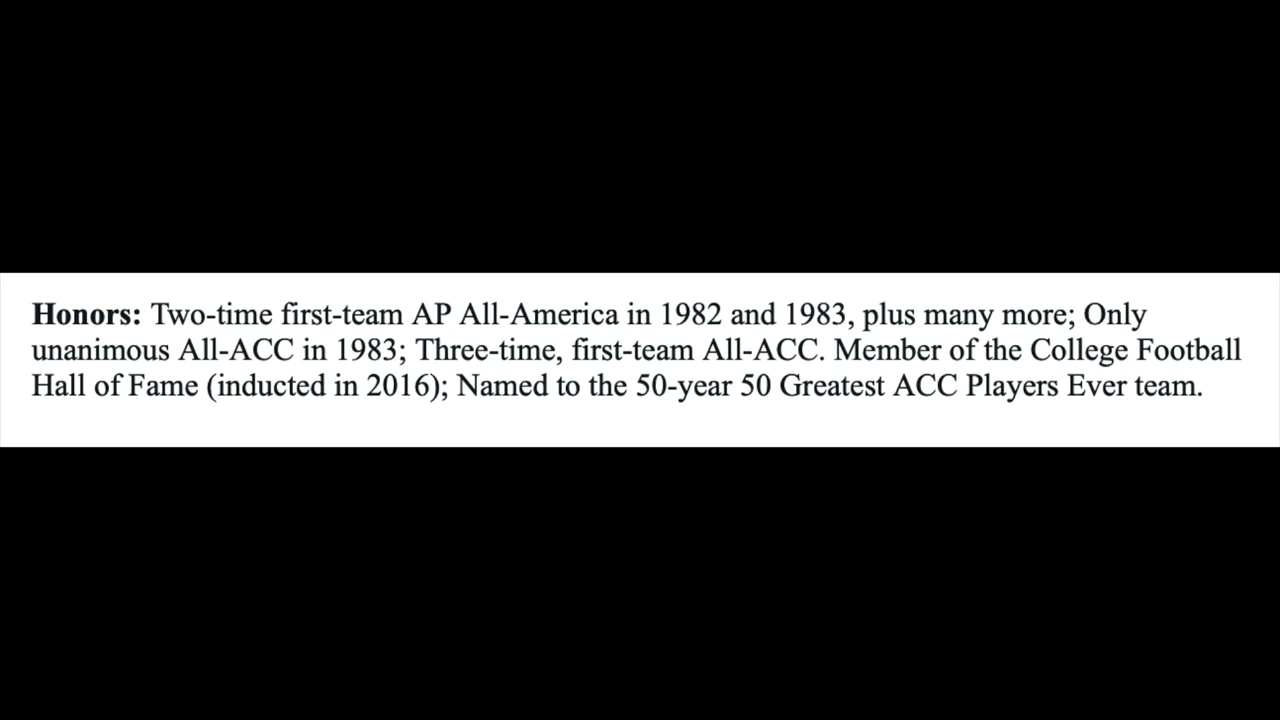 Honors: Two-time first-team AP All-America in 1982 and 1983, plus many more; Only
unanimous All-ACC in 1983; Three-time, first-team All-ACC. Member of the College Football
Hall of Fame (inducted in 2016); Named to the 50-year 50 Greatest ACC Players Ever team.